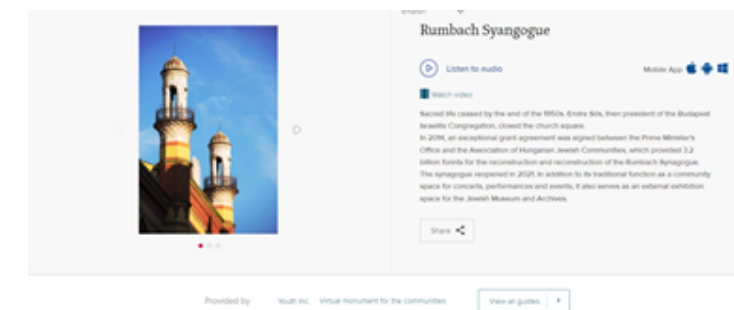 Rumbach Syangogue
Listen to audio
Mobile App
Watch video
Sacred life ceased by the end of the 1950s. Endre Sós, then president of the Budapest
Israelite Congregation, closed the church square.
In 2014, an exceptional grant agreement was signed between the Prime Minister's
Office and the Association of Hungarian Jewish Communities, which provided 3.2
billion forints for the reconstruction and reconstruction of the Rumbach Synagogue.
The synagogue reopened in 2021. In addition to its traditional function as a community
space for concerts, performances and events, it also serves as an external exhibition
space for the Jewish Museum and Archives.
Share
Provided by
Youth Inc.
Virtual monument for the communities
View all guides